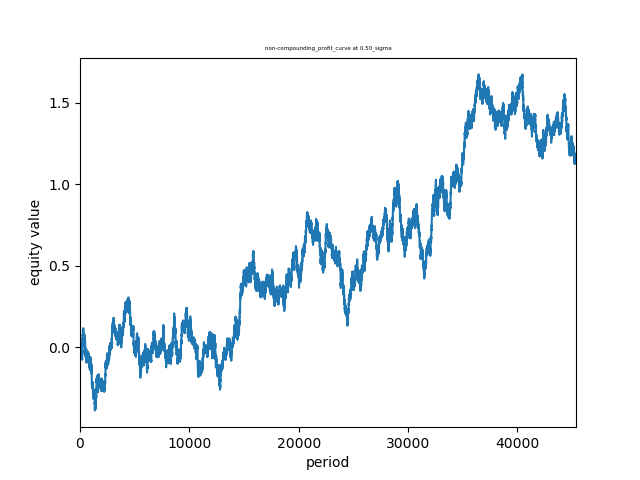 non-compounding_profit_curve at 0.50_sigma
equity value
1.5
1.0
0.5
0.0
0 10000 20000 30000 40000
period